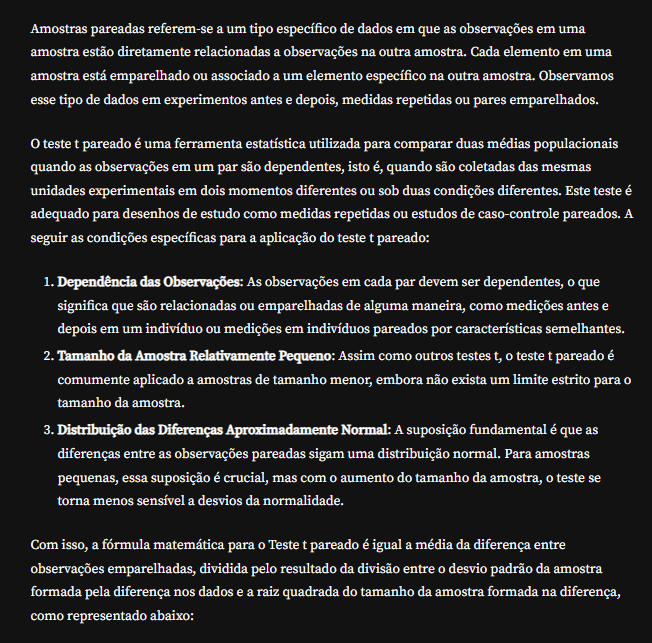 Amostras pareadas referem-se a um tipo específico de dados em que as observações em uma
amostra estão diretamente relacionadas a observações na outra amostra. Cada elemento em uma
amostra está emparelhado ou associado a um elemento específico na outra amostra. Observamos
esse tipo de dados em experimentos antes e depois, medidas repetidas ou pares emparelhados.
O teste t pareado é uma ferramenta estatística utilizada para comparar duas médias populacionais
quando as observações em um par são dependentes, isto é, quando são coletadas das mesmas
unidades experimentais em dois momentos diferentes ou sob duas condições diferentes. Este teste é
adequado para desenhos de estudo como medidas repetidas ou estudos de caso-controle pareados. A
seguir as condições específicas para a aplicação do teste t pareado:
1. Dependência das Observações: As observações em cada par devem ser dependentes, o que
significa que são relacionadas ou emparelhadas de alguma maneira, como medições antes e
depois em um indivíduo ou medições em indivíduos pareados por características semelhantes.
2. Tamanho da Amostra Relativamente Pequeno: Assim como outros testes t, o teste t pareado é
comumente aplicado a amostras de tamanho menor, embora não exista um limite estrito para o
tamanho da amostra.
3. Distribuição das Diferenças Aproximadamente Normal: A suposição fundamental é que as
diferenças entre as observações pareadas sigam uma distribuição normal. Para amostras
pequenas, essa suposição é crucial, mas com o aumento do tamanho da amostra, o teste se
torna menos sensível a desvios da normalidade.
Com isso, a fórmula matemática para o Teste t pareado é igual a média da diferença entre
observações emparelhadas, dividida pelo resultado da divisão entre o desvio padrão da amostra
formada pela diferença nos dados e a raiz quadrada do tamanho da amostra formada na diferença,
como representado abaixo: